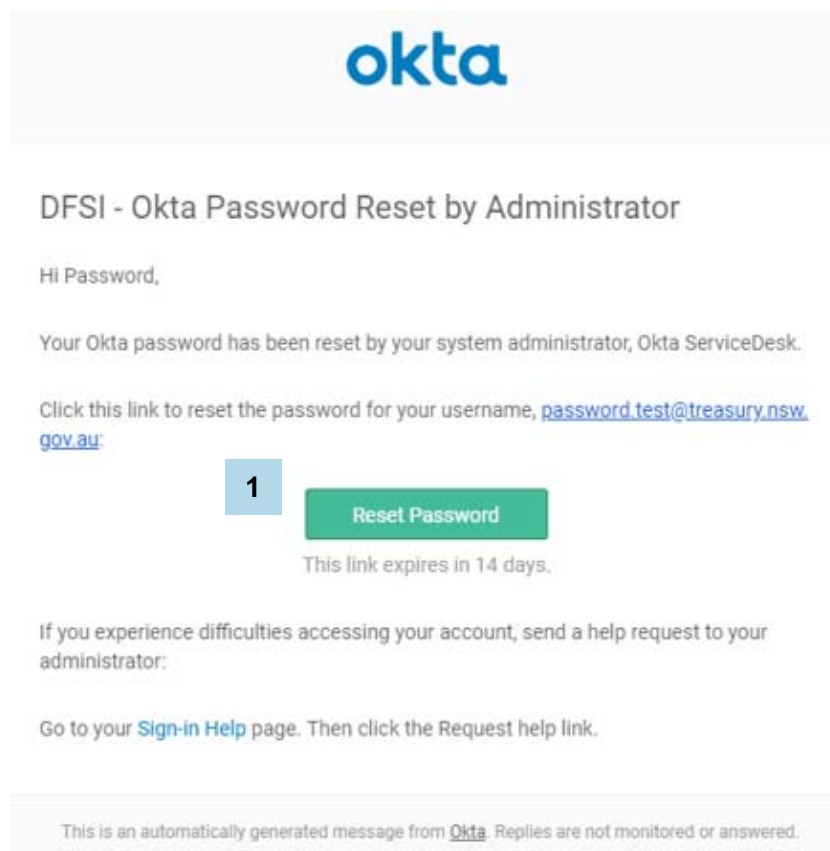 okta
DFSI - Okta Password Reset by Administrator
Hi Password,
Your Okta password has been reset by your system administrator, Okta ServiceDesk.
Click this link to reset the password for your username, password.test@treasury.nsw.
gov.au:
1
Reset Password
This link expires in 14 days.
If you experience difficulties accessing your account, send a help request to your
administrator:
Go to your Sign-in Help page. Then click the Request help link.
This is an automatically generated message from Okta. Replies are not monitored or answered.